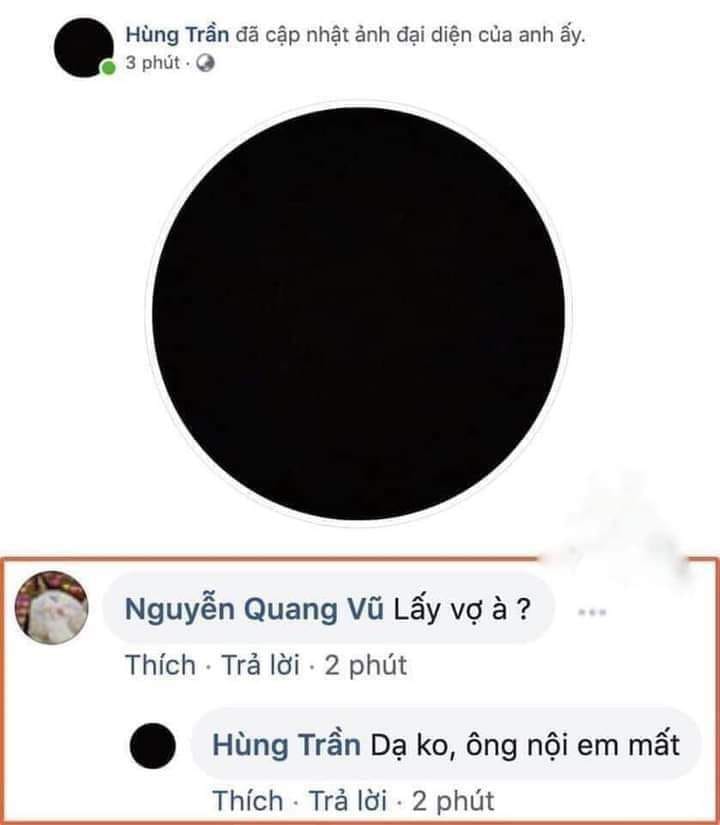 Hùng Trần đã cập nhật ảnh đại diện của anh ấy.
3 phút ·
Nguyễn Quang Vũ Lấy vợ à ?
Thích · Trả lời · 2 phút
Hùng Trần Dạ ko, ông nội em mất
Thích · Trả lời · 2 phút